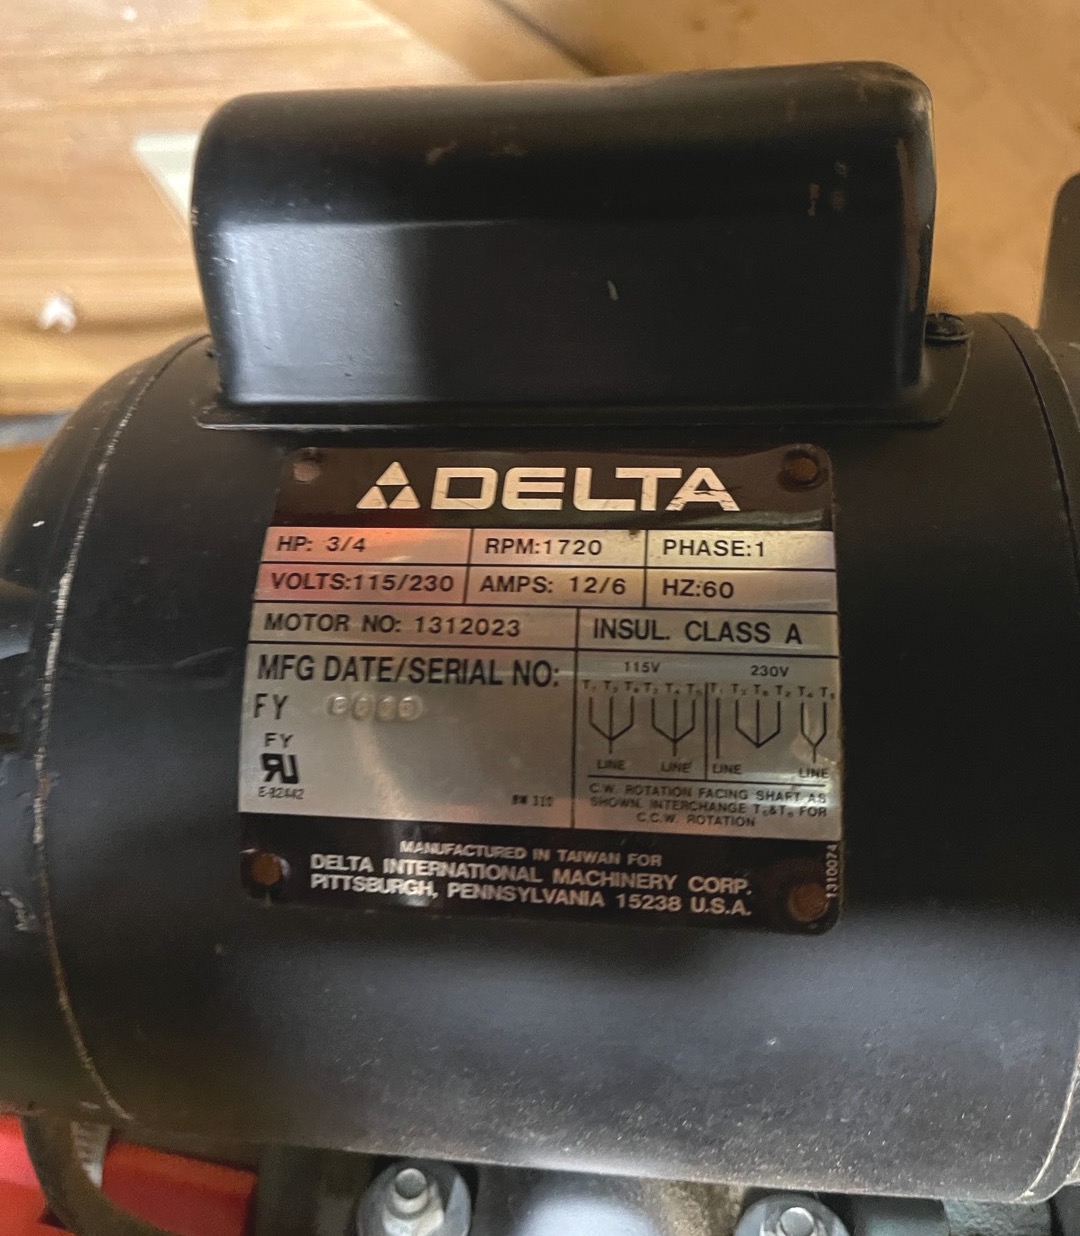 DELTA
HP: 3/4 RPM:1720 PHASE:1
VOLTS:115/230 AMPS: 12/6 HZ:60
MOTOR NO: 1312023 INSUL. CLASS A
MFG DATE/SERIAL NO:
FY
FY
E-82442
115V 230V
LINE LINE LINE LINE
C.W. ROTATION FACING SHAFT AS
SHOWN. INTERCHANGE FOR
C.C.W. ROTATION
MANUFACTURED IN TAIWAN FOR
DELTA INTERNATIONAL MACHINERY CORP.
PITTSBURGH, PENNSYLVANIA 15238 U.S.A.
1310074